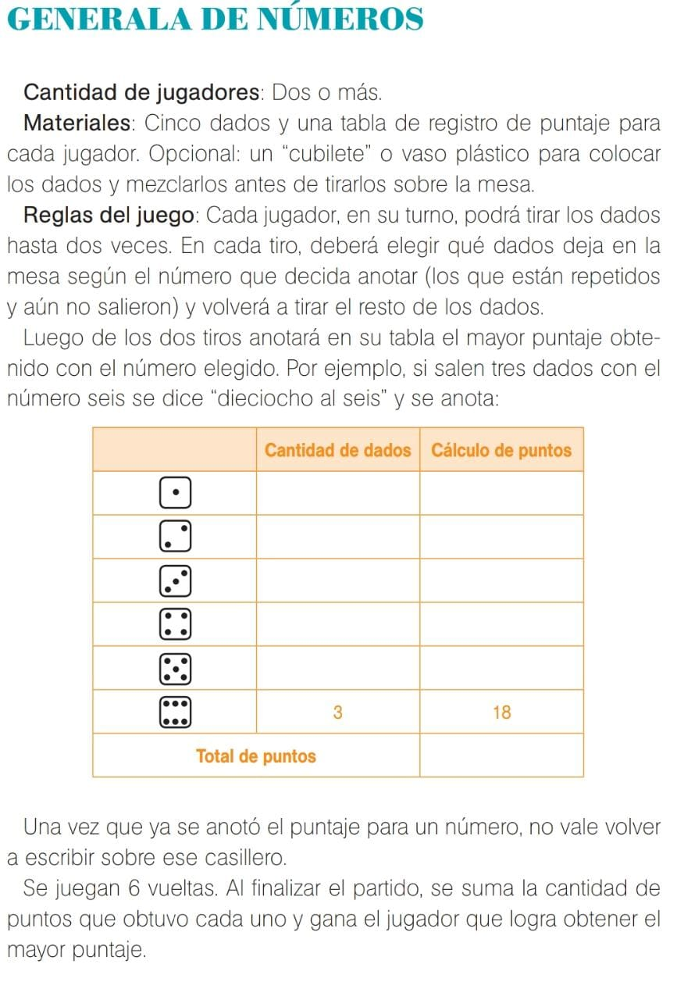 GENERALA DE NÚMEROS
Cantidad de jugadores: Dos o más.
Materiales: Cinco dados y una tabla de registro de puntaje para
cada jugador. Opcional: un “cubilete” o vaso plástico para colocar
los dados y mezclarlos antes de tirarlos sobre la mesa.
Reglas del juego: Cada jugador, en su turno, podrá tirar los dados
hasta dos veces. En cada tiro, deberá elegir qué dados deja en la
mesa según el número que decida anotar (los que están repetidos
y aún no salieron) y volverá a tirar el resto de los dados.
Luego de los dos tiros anotará en su tabla el mayor puntaje obte-
nido con el número elegido. Por ejemplo, si salen tres dados con el
número seis se dice “dieciocho al seis” y se anota:
Cantidad de dados Cálculo de puntos
3 18
Total de puntos
Una vez que ya se anotó el puntaje para un número, no vale volver
a escribir sobre ese casillero.
Se juegan 6 vueltas. Al finalizar el partido, se suma la cantidad de
puntos que obtuvo cada uno y gana el jugador que logra obtener el
mayor puntaje.